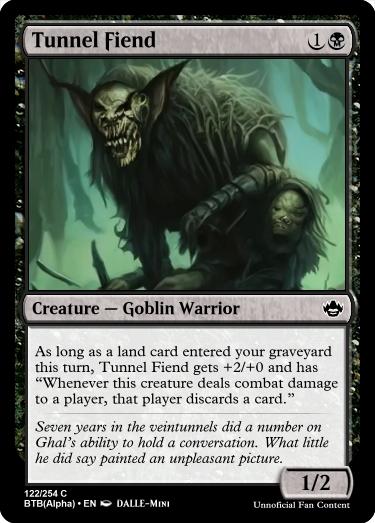 Tunnel Fiend 1
Creature — Goblin Warrior
As long as a land card entered your graveyard
this turn, Tunnel Fiend gets +2/+0 and has
“Whenever this creature deals combat damage
to a player, that player discards a card.”
Seven years in the veintunnels did a number on
Ghal's ability to hold a conversation. What little
he did say painted an unpleasant picture.
1/2
122/254 C
BTB(Alpha) • EN DALLE-Mini
Unnoficial Fan Content